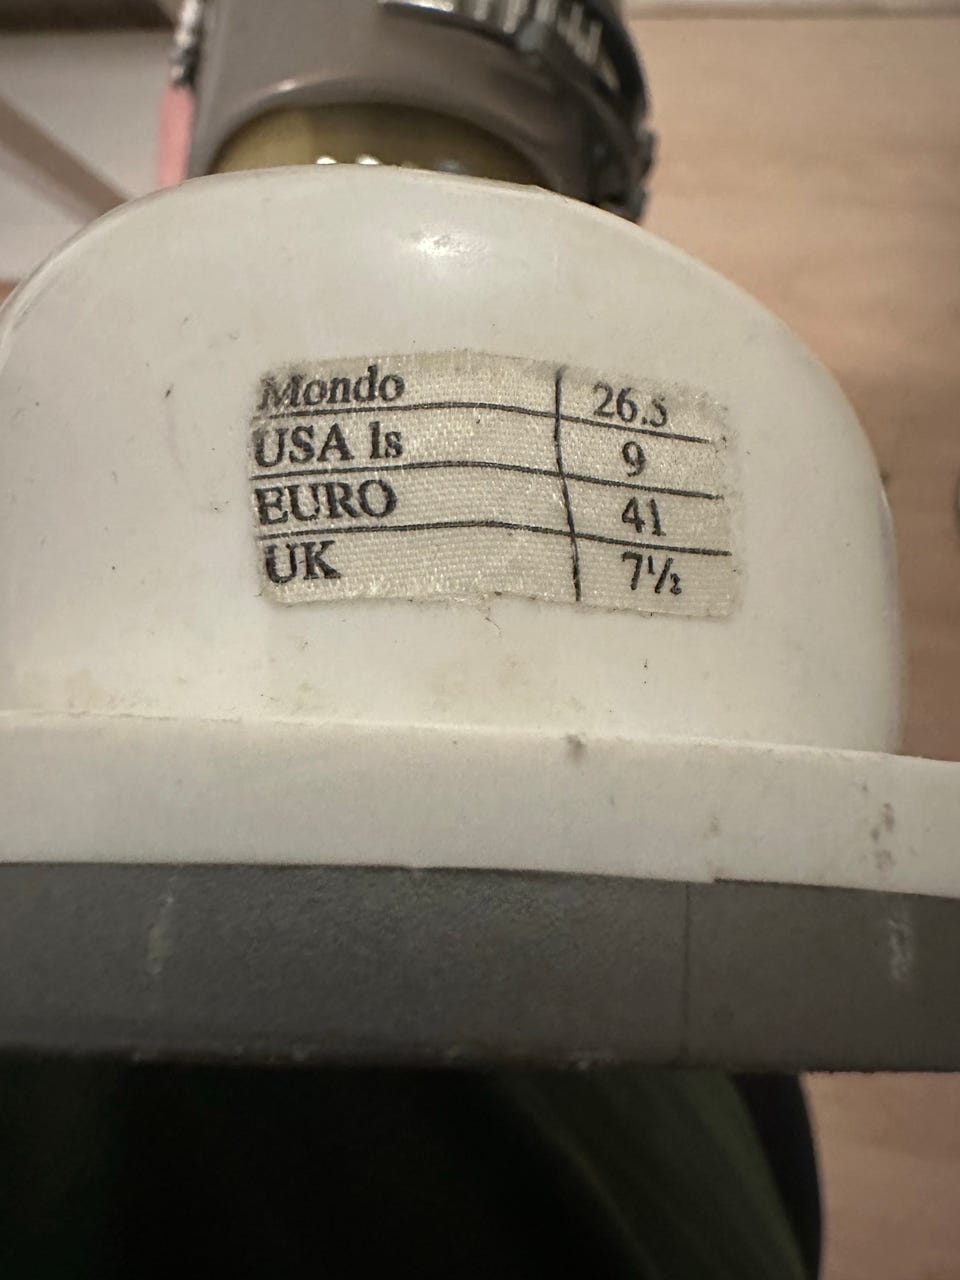 Mondo 26.5
USA ls 9
EURO 41
UK 7½